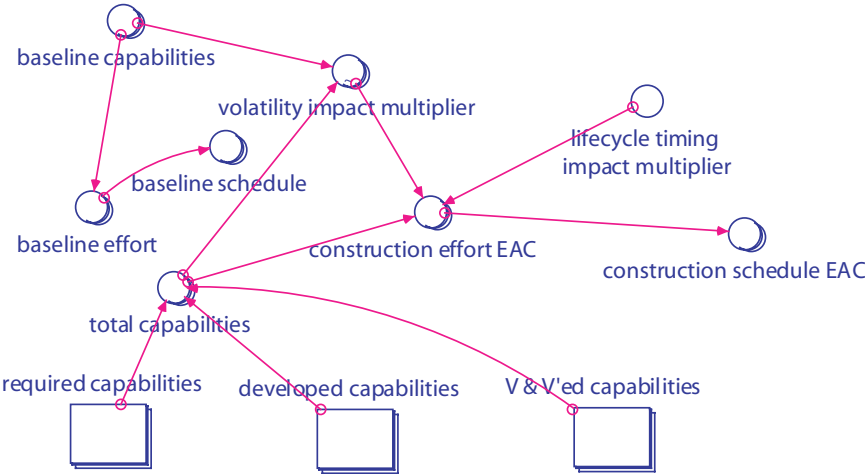 baseline capabilities
volatility impact multiplier
lifecycle timing
impact multiplier
baseline schedule
baseline effort
construction effort EAC
construction schedule EAC
total capabilities
required capabilities
developed capabilities
V & V'ed capabilities